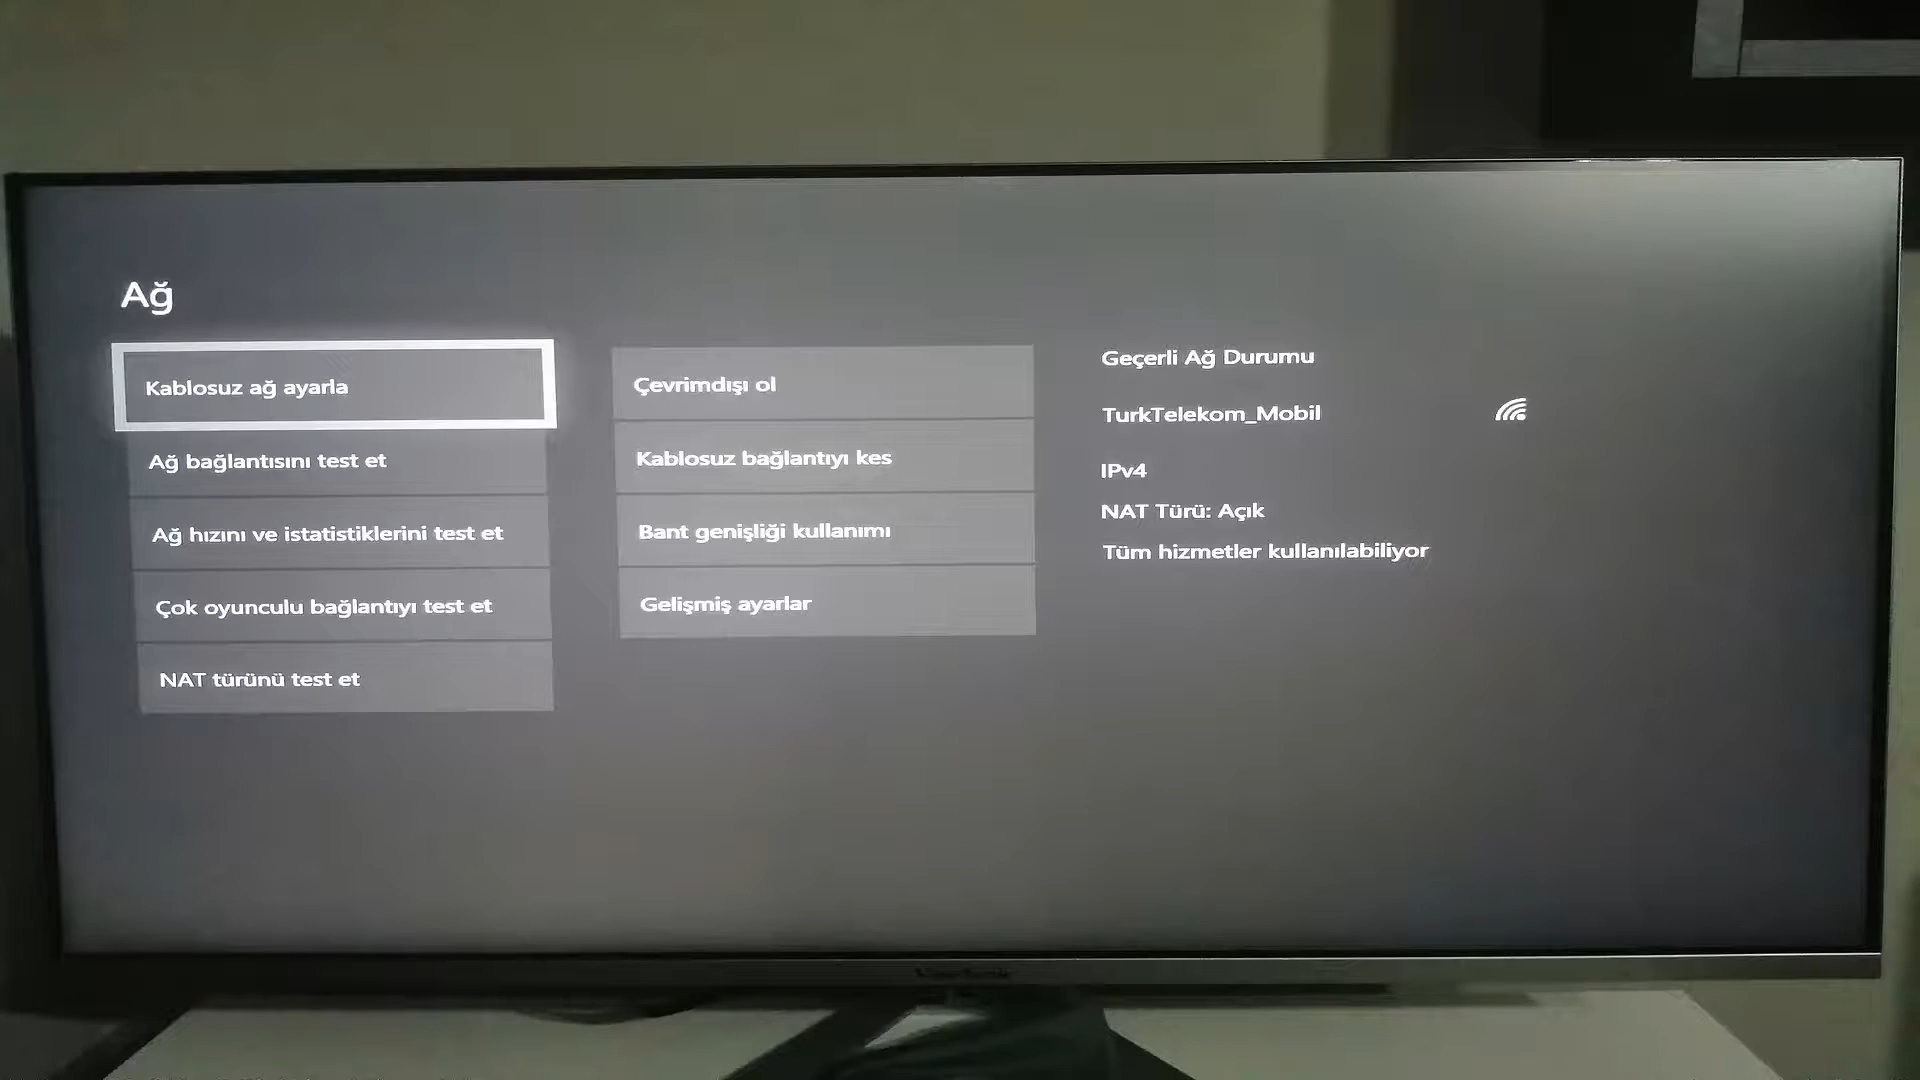 Ağ
Kablosuz ağ ayarla
Ağ bağlantısını test et
Ağ hızını ve istatistiklerini test et
Çok oyunculu bağlantıyı test et
NAT türünü test et
Çevrimdışı ol
Kablosuz bağlantıyı kes
Bant genişliği kullanımı
Gelişmiş ayarlar
Geçerli Ağ Durumu
TurkTelekom_Mobil
IPv4
NAT Türü: Açık
Tüm hizmetler kullanılabiliyor